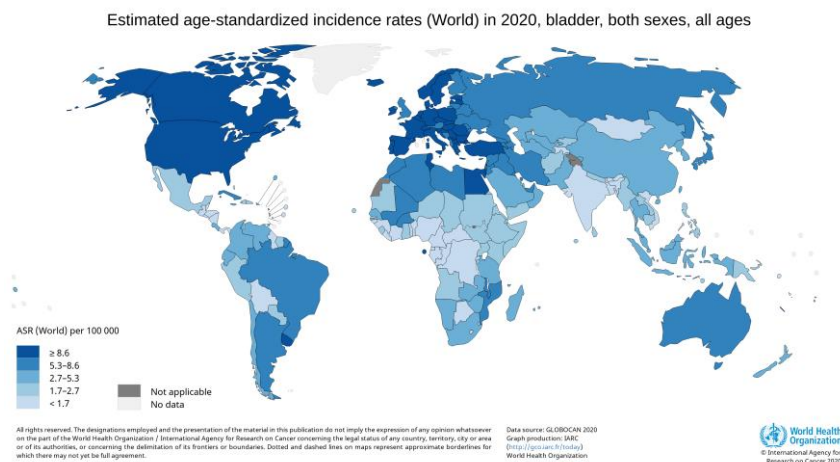 Estimated age-standardized incidence rates (World) in 2020, bladder, both sexes, all ages
ASR (World) per 100 000
≥ 8.6
5.3–8.6
2.7–5.3
1.7–2.7
< 1.7
Not applicable
No data
All rights reserved. The designations employed and the presentation of the material in this publication do not imply the expression of any opinion whatsoever
on the part of the World Health Organization / International Agency for Research on Cancer concerning the legal status of any country, territory, city or area
or of its authorities, or concerning the delimitation of its frontiers or boundaries. Dotted and dashed lines on maps represent approximate borderlines for
which there may not yet be full agreement.
Data source: GLOBOCAN 2020
Graph production: IARC
(http://gco.iarc.fr/today)
World Health Organization
World Health
Organization
© International Agency for
Research on Cancer 2020